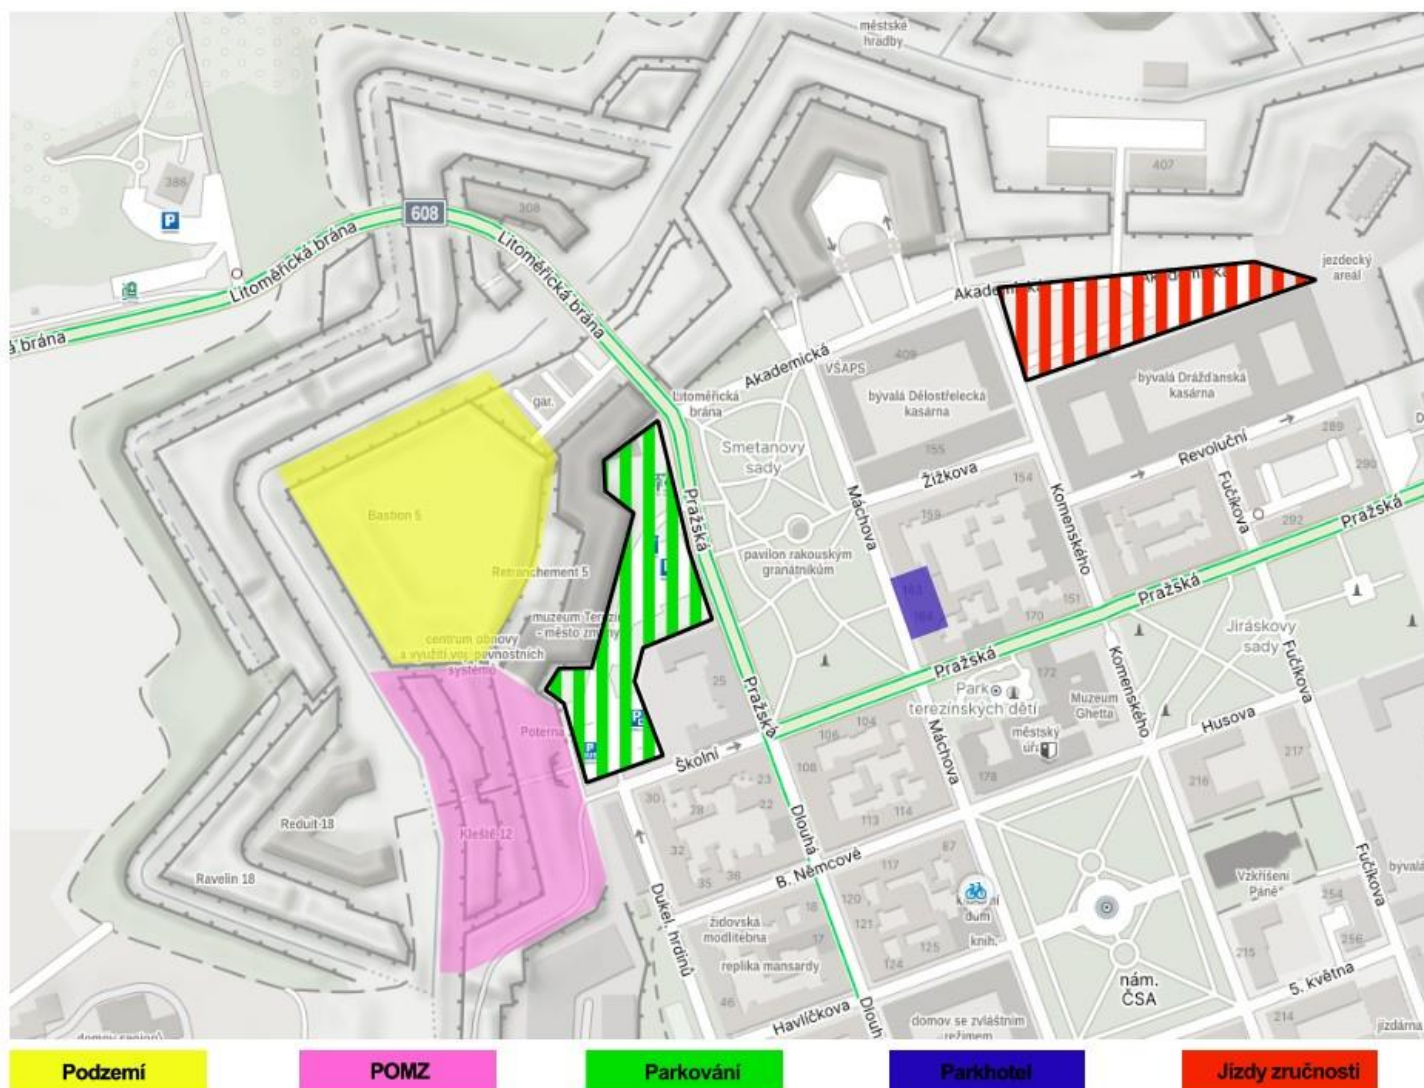 městské
hradby
386
P
308
608
407
Litoměřická brána
Litoměřická brána
brána
jezdecký
areál
Akademická
Akademická
gar.
Litoměřická
brána
VŠAPS
409
bývalá Dělostřelecká
kasárna
bývalá Drážďanská
kasárna
155
Smetanovy
sady
Žižkova
Revoluční
289
290
154
159
Fučíkova
292
Pražská
Bastion 5
Pražská
Máchova
Komenského
pavilon rakouským
granátníkům
Retranchement 5
163
164
151
170
Pražská
muzeum Terezín
- město změny
centrum obnovy
a využití voj. pevnostních
systémů
Jiráskovy
sady
25
Pražská
Pražská
172
Park
terezínských dětí
Muzeum
Ghetta
Komenského
Fučíkova
Poterna
P
Školní
104
106
městský
Máchova
Husova
217
216
108
23
22
178
30
28
Dlouhá
113
114
Reduit 18
Kleště 12
Ravelin 18
32
35
36
B. Němcové
117
87
Vzkříšení
Páně
Fučíkova
254
256
Dukel. hrdinů
židovská
modlitebna
18
17
120
121
125
124
dům
knih.
215
replika mansardy
46
nám.
ČSA
5. května
214
Havlíčkova
domov se zvláštním
režimem
jízdárna
Podzemí
POMZ
Parkování
Parkhotel
Jízdy zručnosti